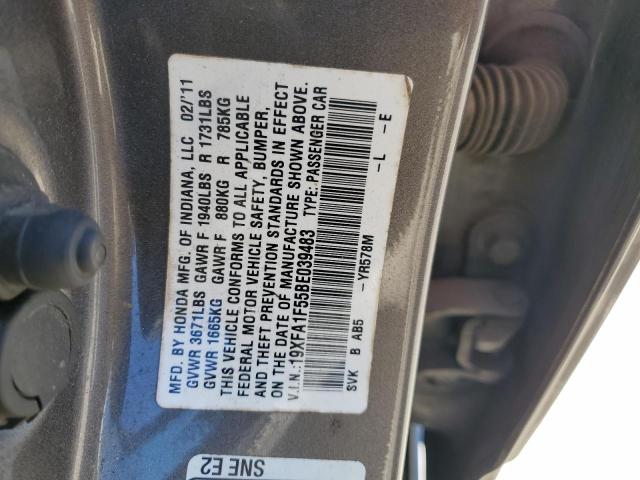 MFD. BY HONDA MFG. OF INDIANA, LLC 02/'11
GVWR 3671LBS GAWR F 1940LBS R 1731LBS
GVWR 1665KG GAWR F 880KG R 785KG
THIS VEHICLE CONFORMS TO ALL APPLICABLE
FEDERAL MOTOR VEHICLE SAFETY, BUMPER,
AND THEFT PREVENTION STANDARDS IN EFFECT
ON THE DATE OF MANUFACTURE SHOWN ABOVE.
V.I.N.:19XFA1F55BE039483 TYPE: PASSENGER CAR
SVK B AB5 -YR578M -L -E
SNE E2